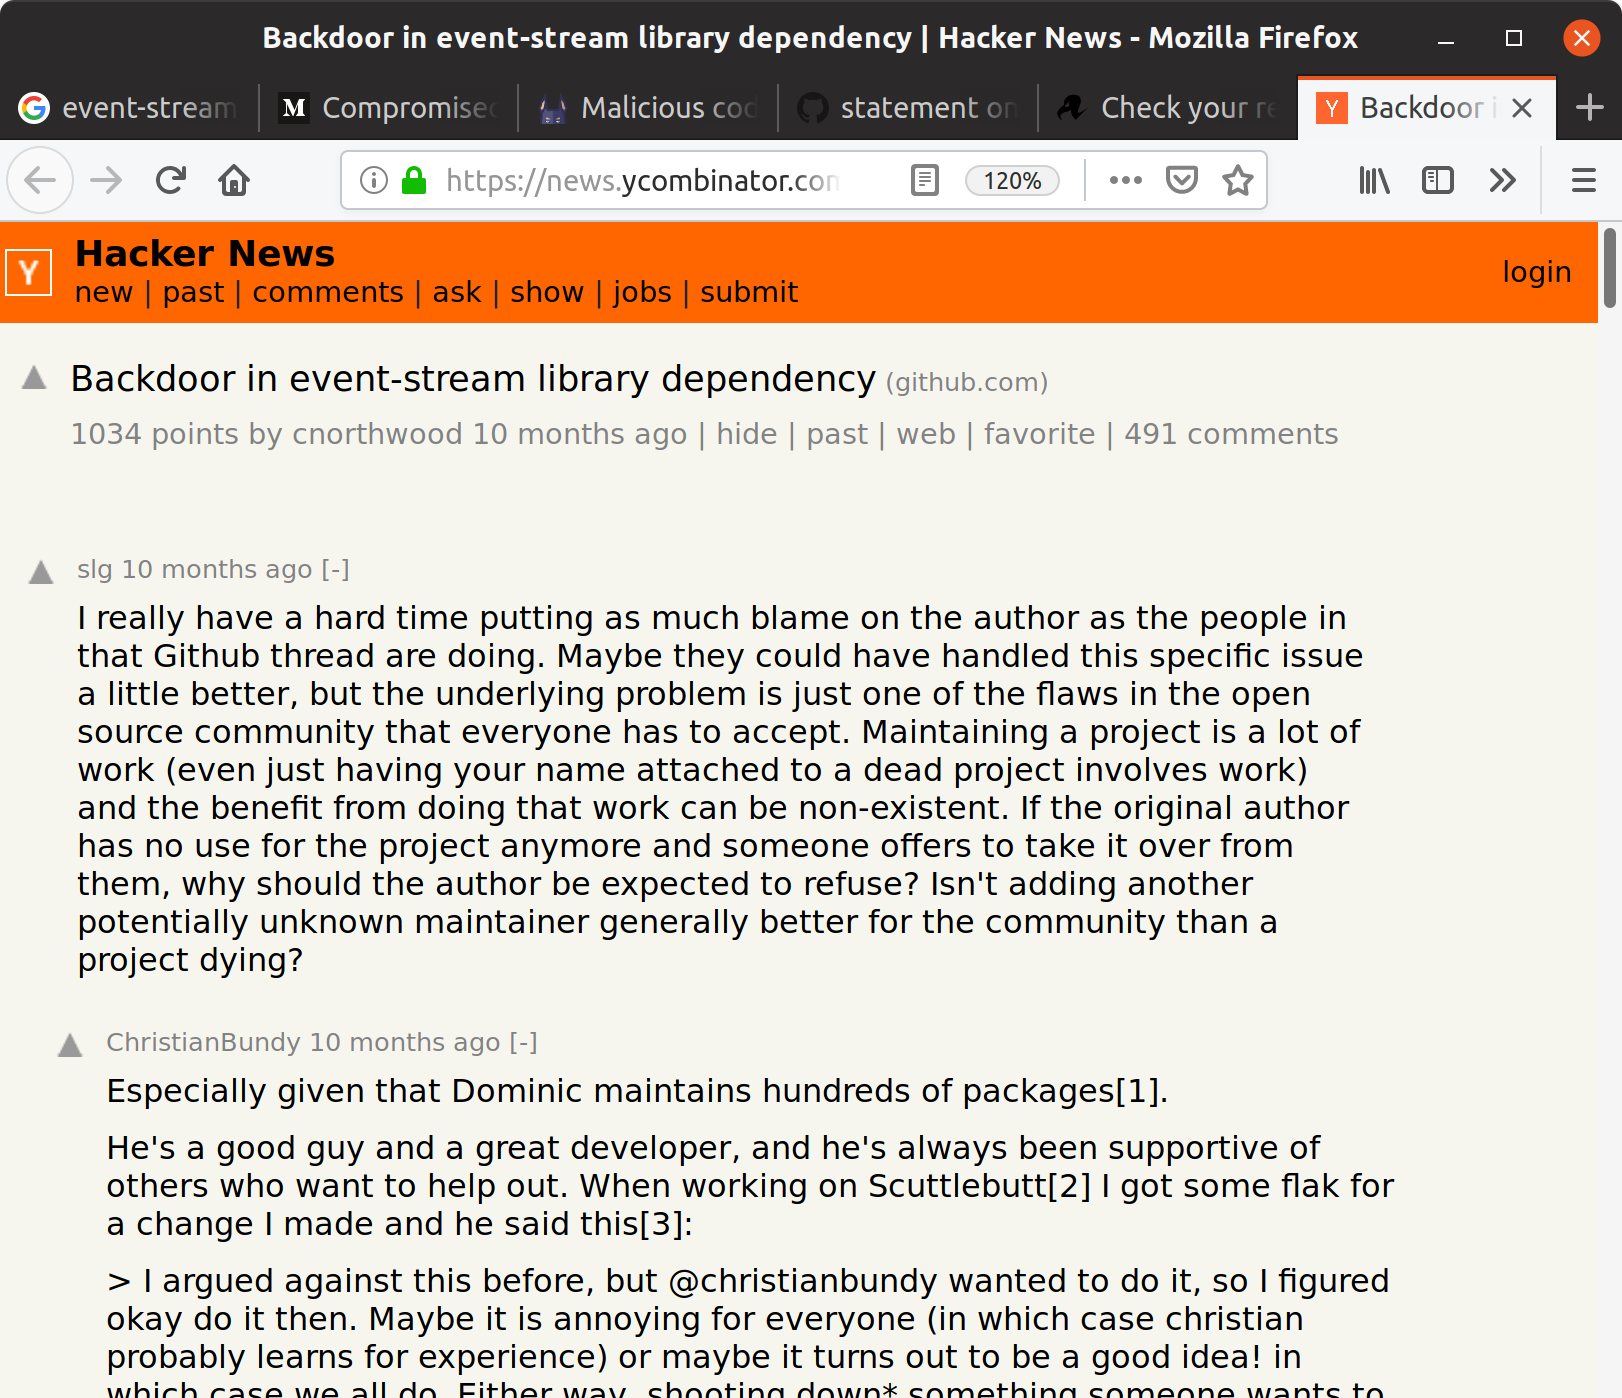 Backdoor in event-stream library dependency | Hacker News - Mozilla Firefox
event-stream
Compromised
Malicious cod
statement on
Check your re
Backdoor i
https://news.ycombinator.com
120%
Y
Hacker News
new | past | comments | ask | show | jobs | submit
login
Backdoor in event-stream library dependency (github.com)
1034 points by cnorthwood 10 months ago | hide | past | web | favorite | 491 comments
slg 10 months ago [-]
I really have a hard time putting as much blame on the author as the people in
that Github thread are doing. Maybe they could have handled this specific issue
a little better, but the underlying problem is just one of the flaws in the open
source community that everyone has to accept. Maintaining a project is a lot of
work (even just having your name attached to a dead project involves work)
and the benefit from doing that work can be non-existent. If the original author
has no use for the project anymore and someone offers to take it over from
them, why should the author be expected to refuse? Isn't adding another
potentially unknown maintainer generally better for the community than a
project dying?
ChristianBundy 10 months ago [-]
Especially given that Dominic maintains hundreds of packages[1].
He's a good guy and a great developer, and he's always been supportive of
others who want to help out. When working on Scuttlebutt[2] I got some flak for
a change I made and he said this[3]:
> I argued against this before, but @christianbundy wanted to do it, so I figured
okay do it then. Maybe it is annoying for everyone (in which case christian
probably learns for experience) or maybe it turns out to be a good idea! in
which case we all do. Either way, shooting down* something someone wants to